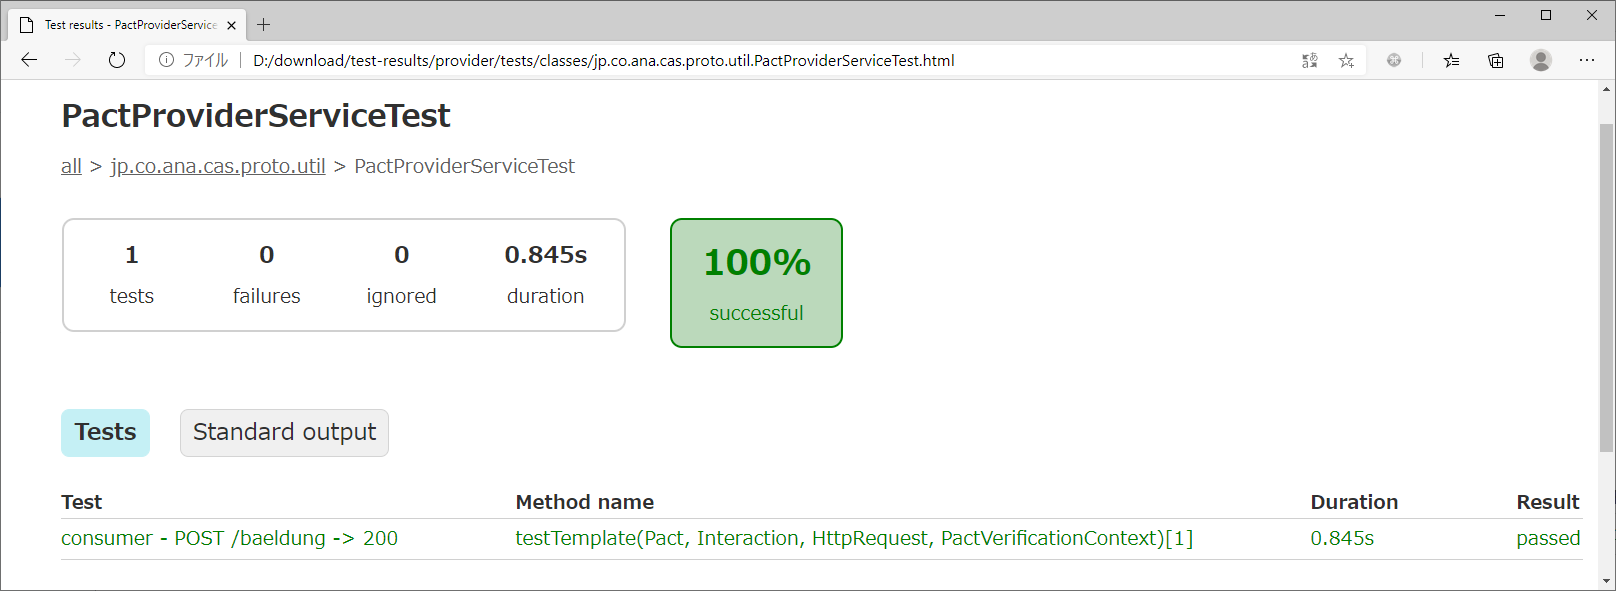 Test results - PactProviderService
ファイル D:/download/test-results/provider/tests/classes/jp.co.ana.cas.proto.util.PactProviderServiceTest.html
PactProviderServiceTest
all > jp.co.ana.cas.proto.util > PactProviderServiceTest
1 0 0 0.845s
tests failures ignored duration
100%
successful
Tests Standard output
Test Method name Duration Result
consumer - POST /baeldung -> 200 testTemplate(Pact, Interaction, HttpRequest, PactVerificationContext)[1] 0.845s passed